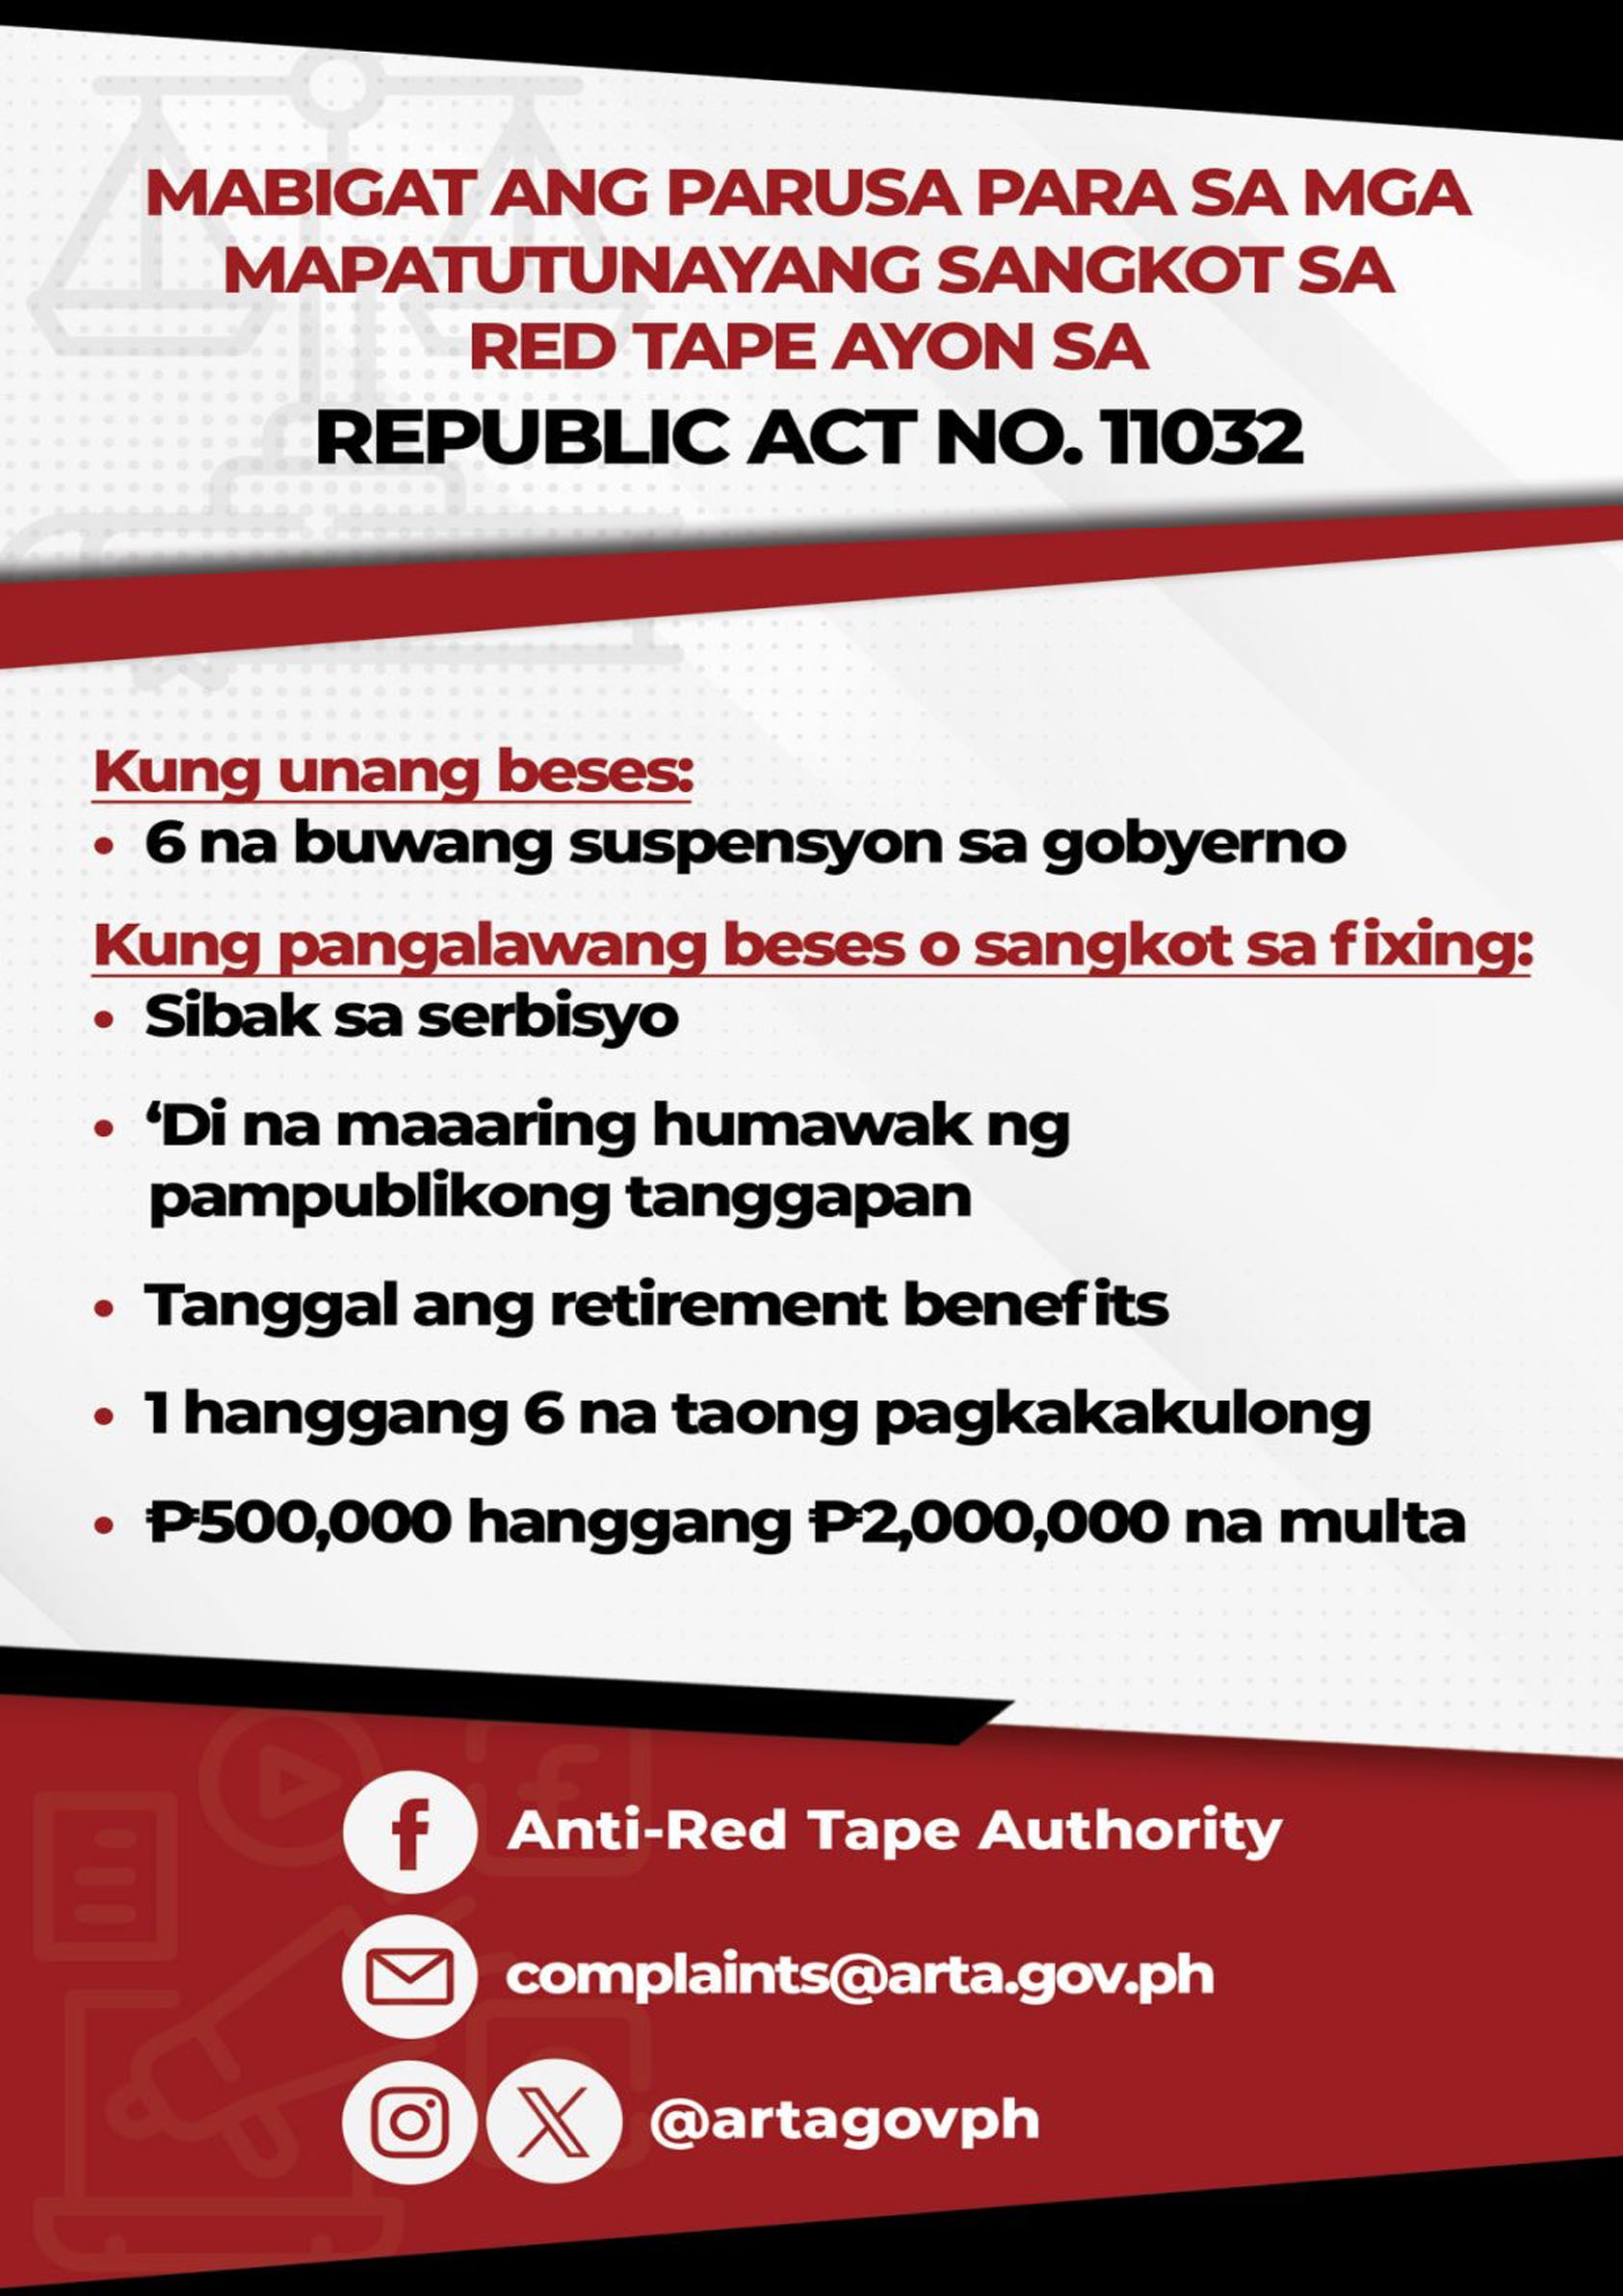 MABIGAT ANG PARUSA PARA SA MGA
MAPATUTUNAYANG SANGKOT SA
RED TAPE AYON SA
REPUBLIC ACT NO. 11032
Kung unang beses:
• 6 na buwang suspensyon sa gobyerno
Kung pangalawang beses o sangkot sa fixing:
• Sibak sa serbisyo
• ‘Di na maaaring humawak ng
pampublikong tanggapan
• Tanggal ang retirement benefits
• 1 hanggang 6 na taong pagkakakulong
• ₱500,000 hanggang ₱2,000,000 na multa
Anti-Red Tape Authority
complaints@arta.gov.ph
@artagovph